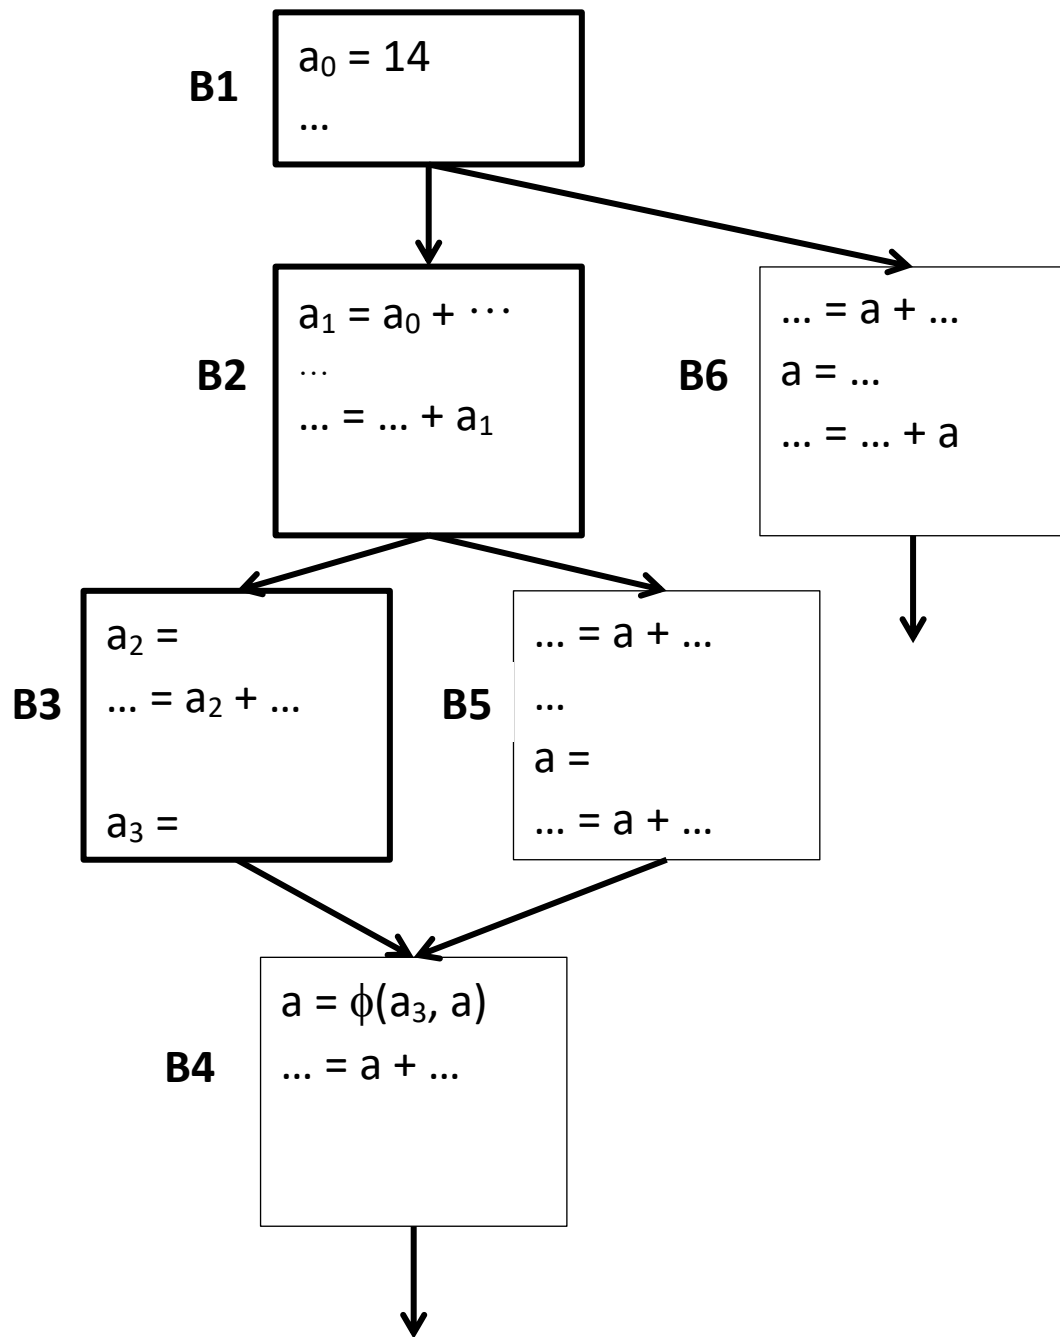 B1
a₀ = 14
...
B2
a₁ = a₀ + ⋯
...
... = ... + a₁
B6
... = a + ...
a = ...
... = ... + a
B3
a₂ =
... = a₂ + ...
a₃ =
B5
... = a + ...
...
a =
... = a + ...
B4
a = ϕ(a₃, a)
... = a + ...